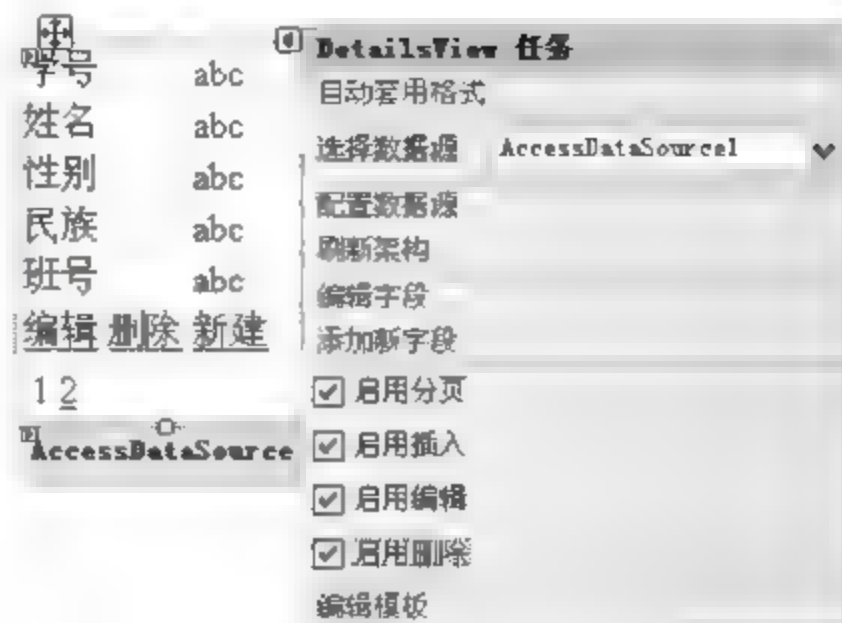 学号 abc
姓名 abc
性别 abc
民族 abc
班号 abc
编辑 删除 新建
1 2
AccessDataSource
DetailsView 任务
自动套用格式
选择数据源 AccessDataSource1
配置数据源
刷新架构
编辑字段
添加新字段
启用分页
启用插入
启用编辑
启用删除
编辑模板